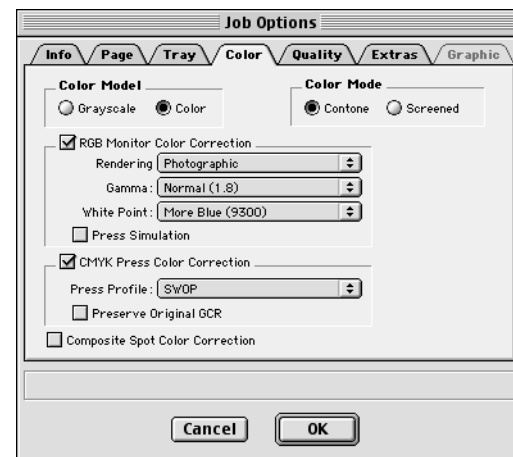 Job Options
Info Page Tray Color Quality Extras Graphic
Color Model
Grayscale Color
Color Mode
Contone Screened
RGB Monitor Color Correction
Rendering Photographic
Gamma: Normal (1.8)
White Point: More Blue (9300)
Press Simulation
CMYK Press Color Correction
Press Profile: SWOP
Preserve Original GCR
Composite Spot Color Correction
Cancel OK